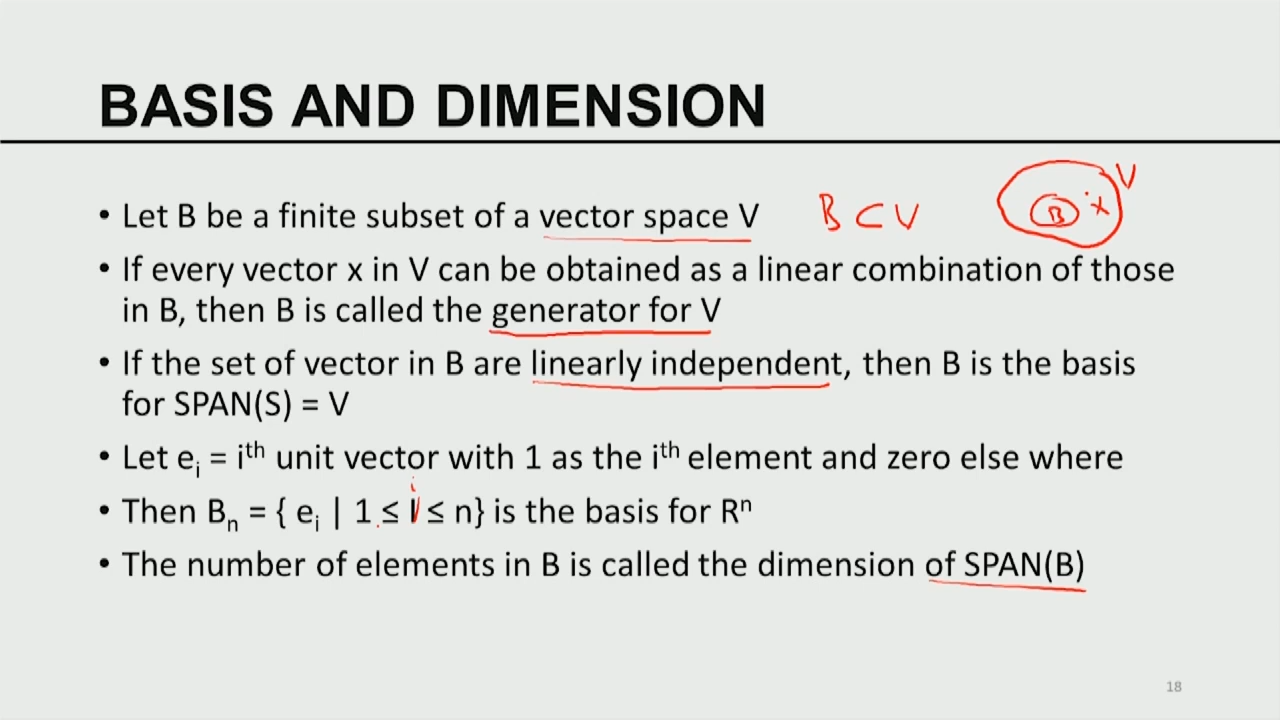 BASIS AND DIMENSION
• Let B be a finite subset of a vector space V B ⊂ V
V
B x
• If every vector x in V can be obtained as a linear combination of those
in B, then B is called the generator for V
• If the set of vector in B are linearly independent, then B is the basis
for SPAN(S) = V
• Let eᵢ = iᵗʰ unit vector with 1 as the iᵗʰ element and zero else where
i
• Then Bₙ = { eᵢ | 1 ≤ I ≤ n} is the basis for Rⁿ
• The number of elements in B is called the dimension of SPAN(B)
18